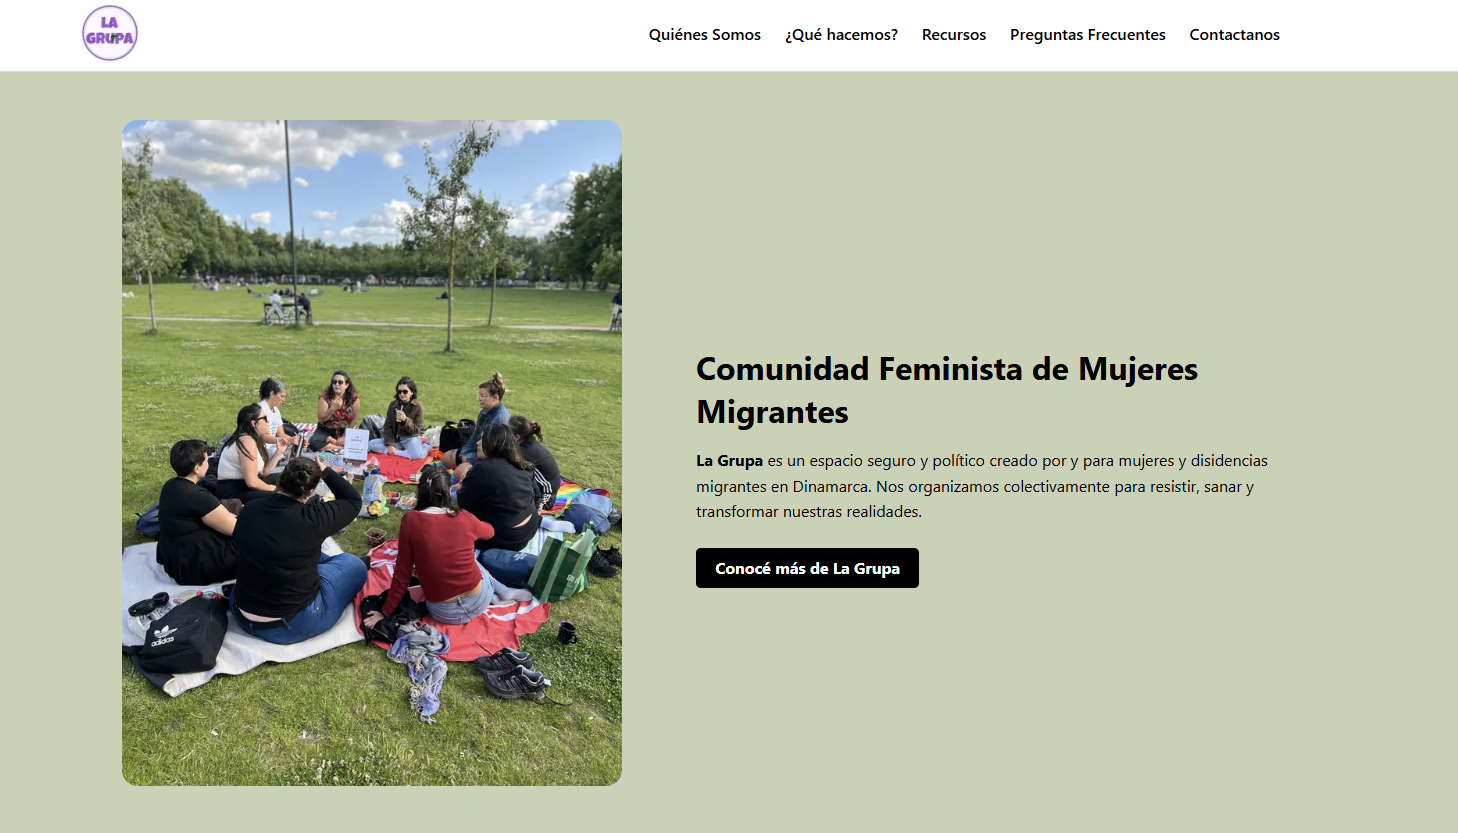 LA
GRUPA
Quiénes Somos
¿Qué hacemos?
Recursos
Preguntas Frecuentes
Contactanos
Comunidad Feminista de Mujeres
Migrantes
La Grupa es un espacio seguro y político creado por y para mujeres y disidencias
migrantes en Dinamarca. Nos organizamos colectivamente para resistir, sanar y
transformar nuestras realidades.
Conocé más de La Grupa
adidas